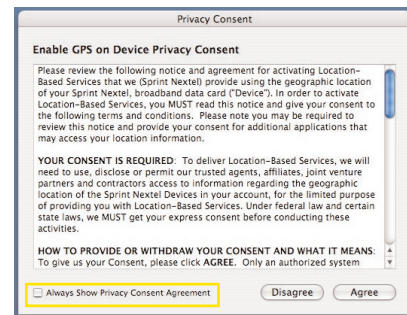 Privacy Consent
Enable GPS on Device Privacy Consent
Please review the following notice and agreement for activating Location-
Based Services that we (Sprint Nextel) provide using the geographic location
of your Sprint Nextel, broadband data card ("Device"). In order to activate
Location-Based Services, you MUST read this notice and give your consent to
the following terms and conditions.  Please note you may be required to
review this notice and provide your consent for additional applications that
may access your location information.
YOUR CONSENT IS REQUIRED:  To deliver Location-Based Services, we will
need to use, disclose or permit our trusted agents, affiliates, joint venture
partners and contractors access to information regarding the geographic
location of the Sprint Nextel Devices in your account, for the limited purpose
of providing you with Location-Based Services. Under federal law and certain
state laws, we MUST get your express consent before conducting these
activities.
HOW TO PROVIDE OR WITHDRAW YOUR CONSENT AND WHAT IT MEANS:
To give us your Consent, please click AGREE.  Only an authorized system
Always Show Privacy Consent Agreement
Disagree
Agree